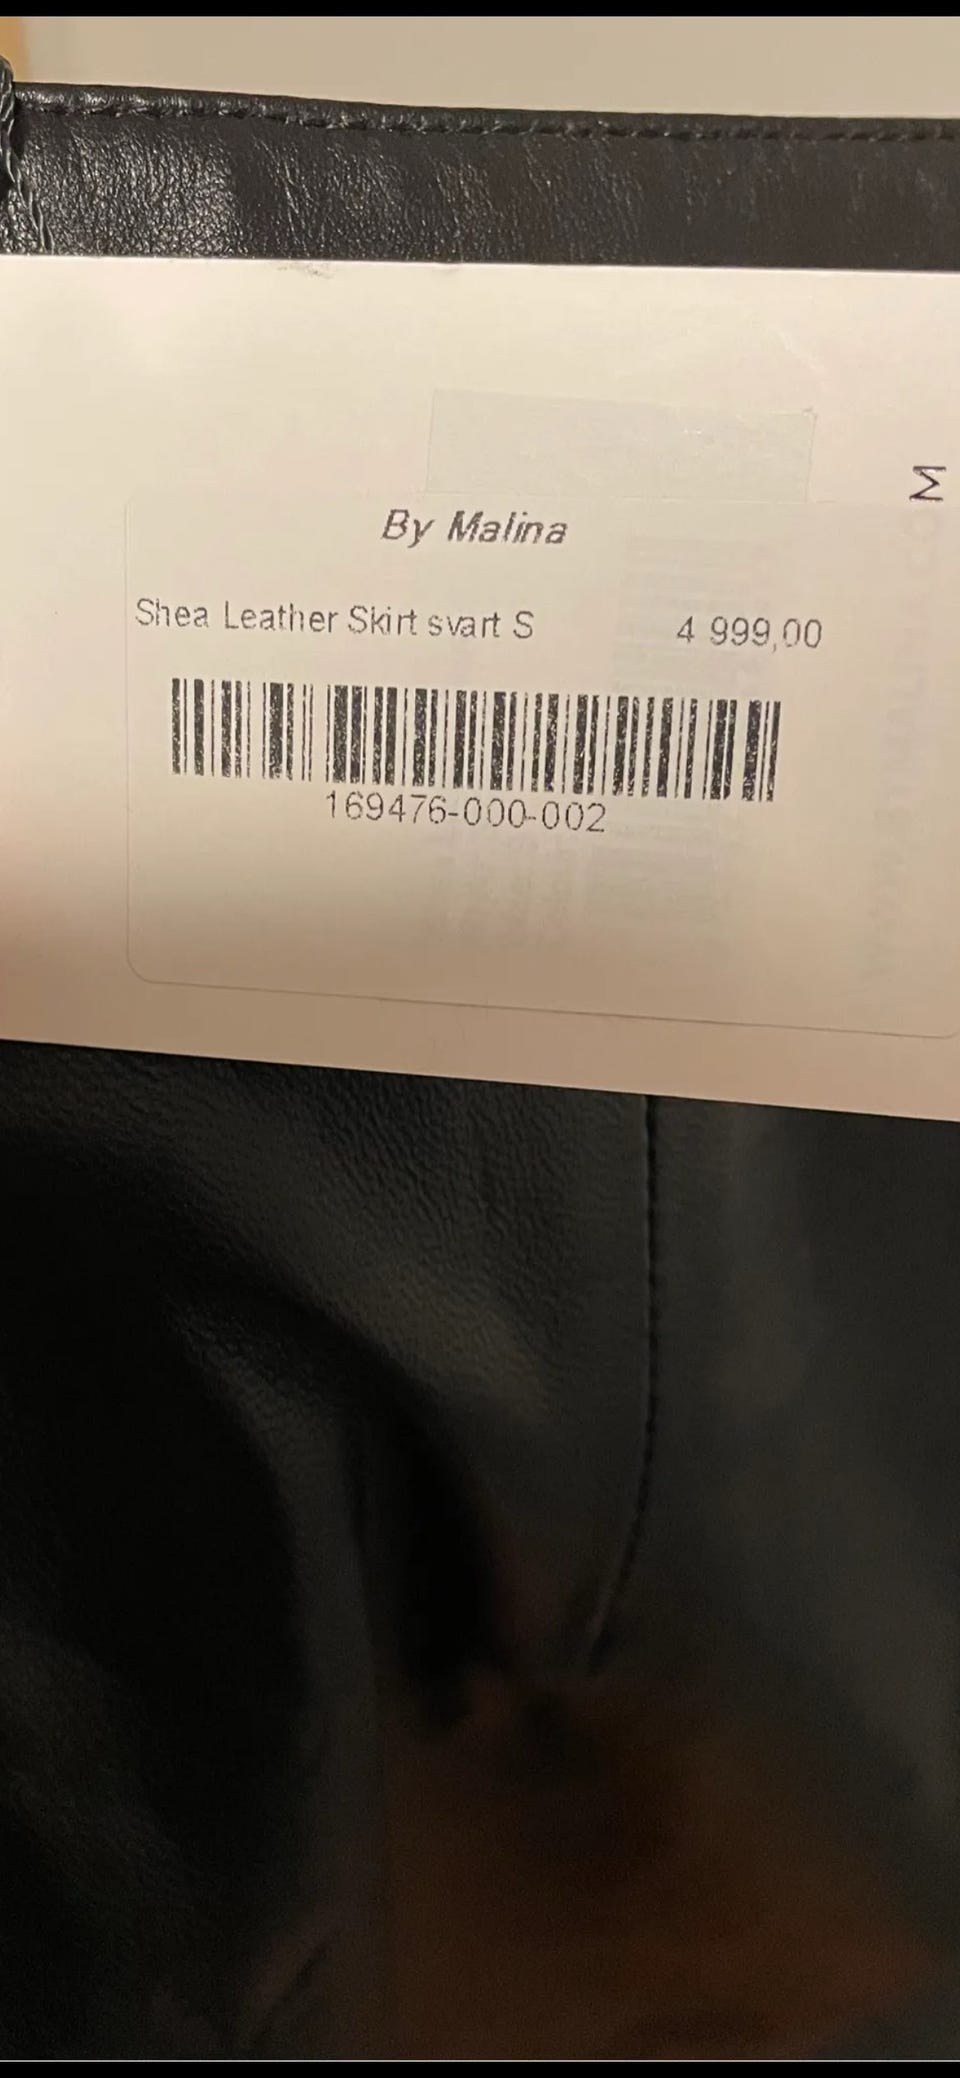 By Malina
Shea Leather Skirt svart S 4 999,00
169476-000-002